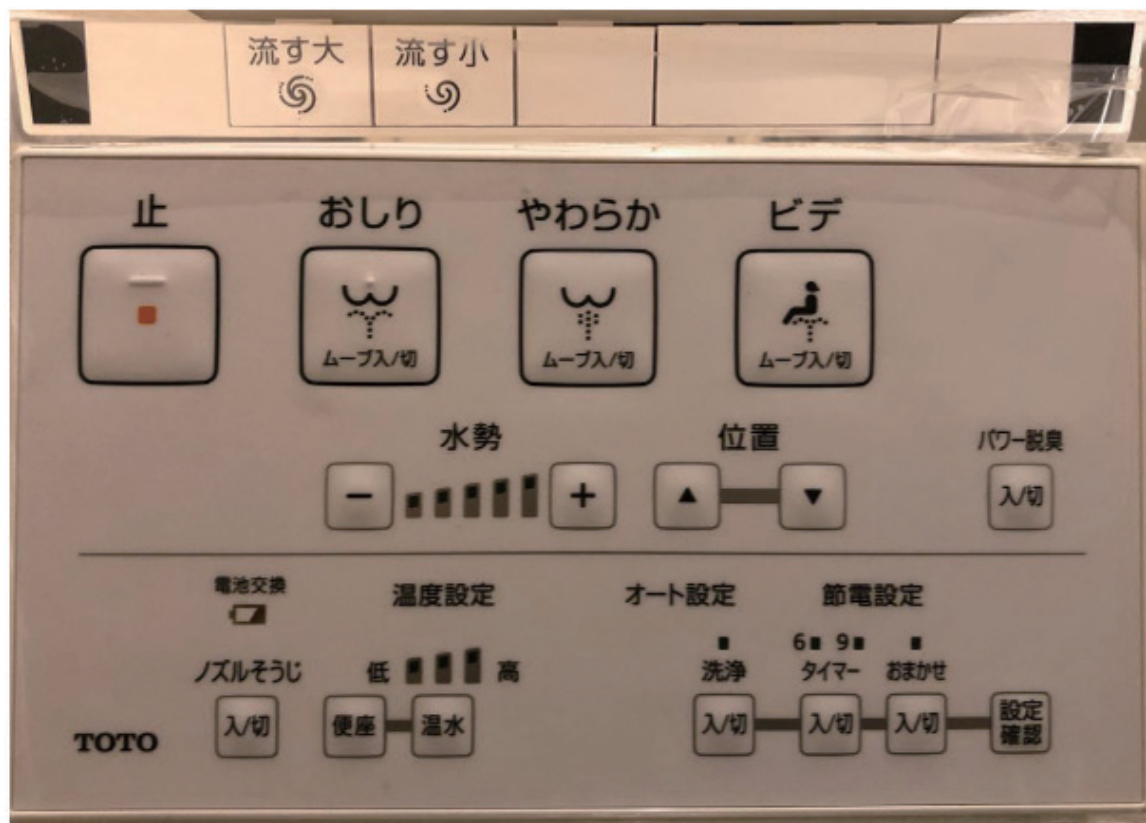 流す大
流す小
止
おしり
やわらか
ビデ
ムーブ入/切
ムーブ入/切
ムーブ入/切
水勢
位置
パワー脱臭
−
+
▲
▼
入/切
電池交換
温度設定
オート設定
節電設定
6 9
ノズルそうじ
低
高
洗浄
タイマー
おまかせ
TOTO
入/切
便座
温水
入/切
入/切
入/切
設定
確認